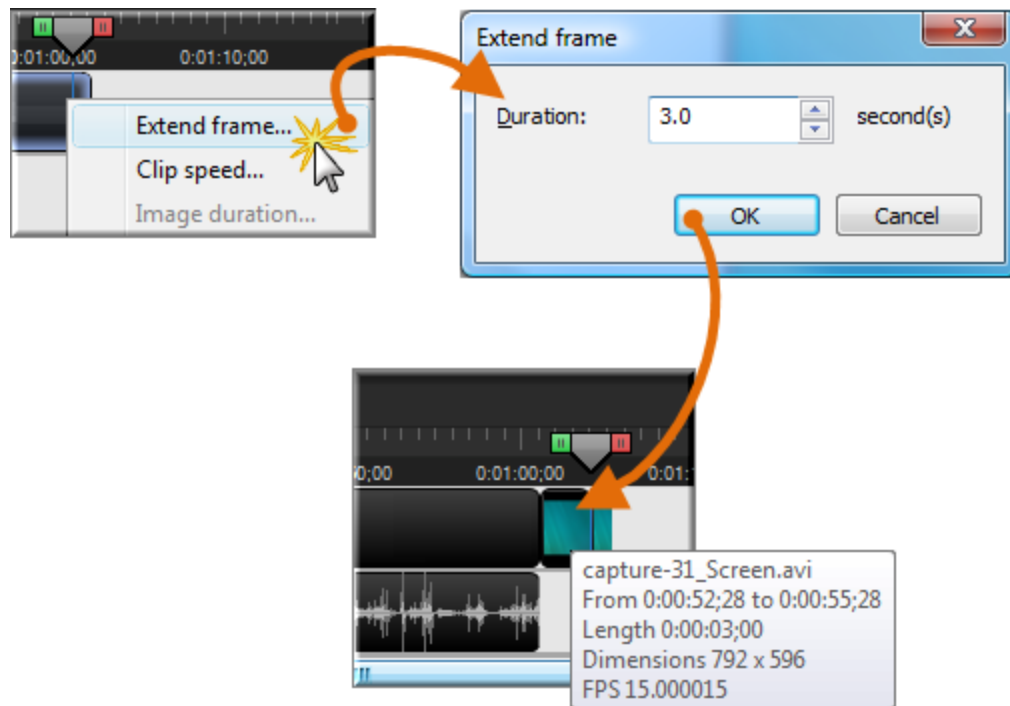 0:01:00;00 0:01:10;00
Extend frame...
Clip speed...
Image duration...
Extend frame
X
Duration: 3.0 second(s)
OK Cancel
0;00 0:01:00;00 0:01:
capture-31_Screen.avi
From 0:00:52;28 to 0:00:55;28
Length 0:00:03;00
Dimensions 792 x 596
FPS 15.000015